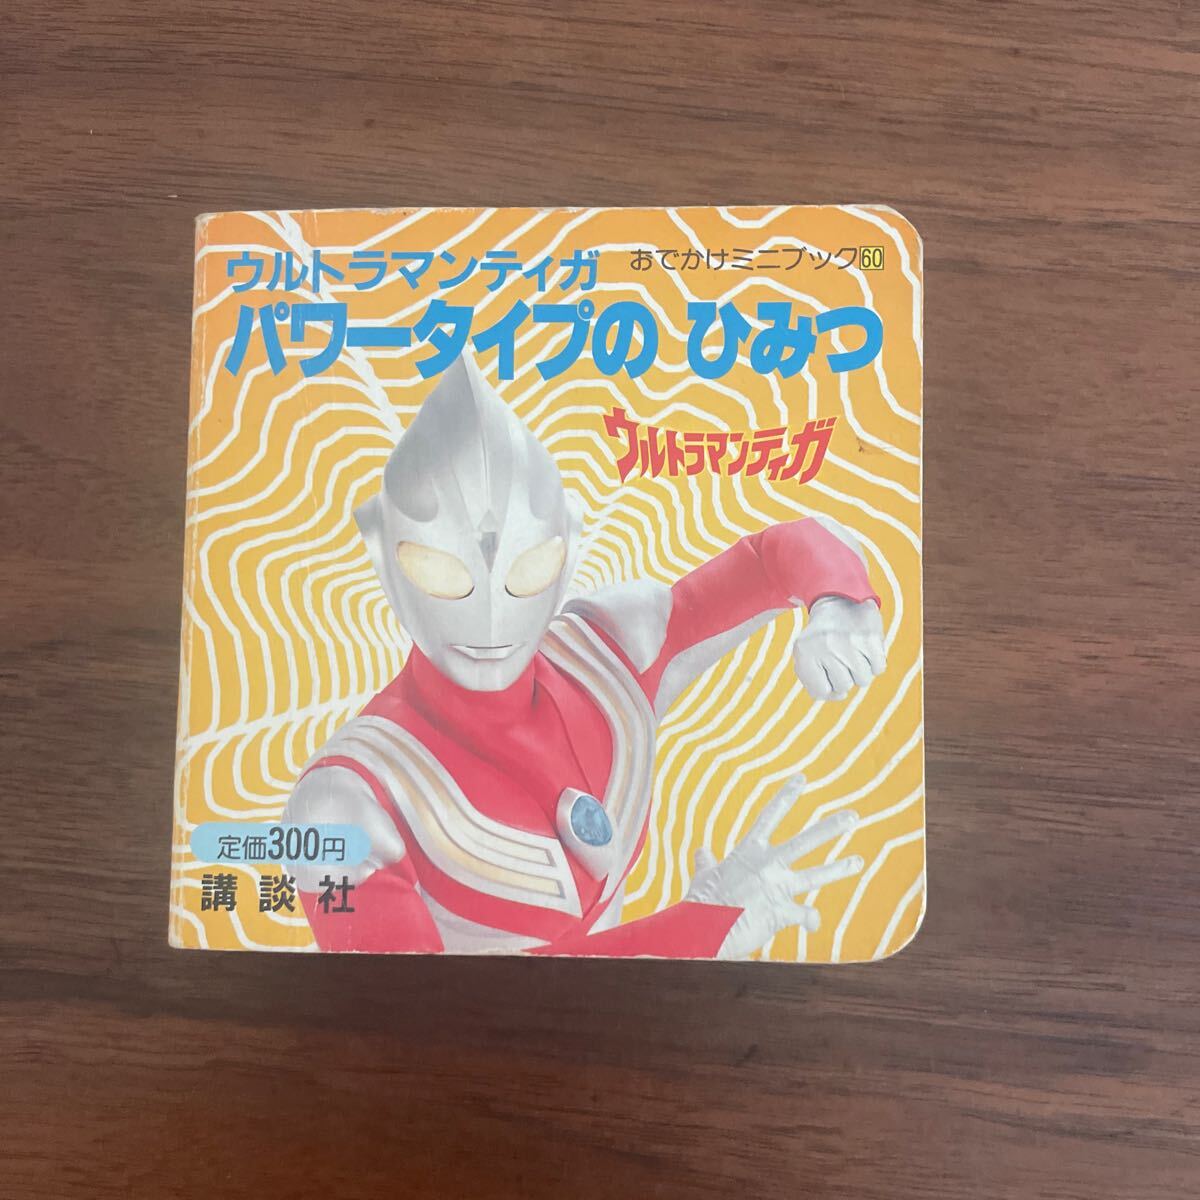 おでかけミニブック60
ウルトラマンティガ
パワータイプの ひみつ
ウルトラマンティガ
定価300円
講談社